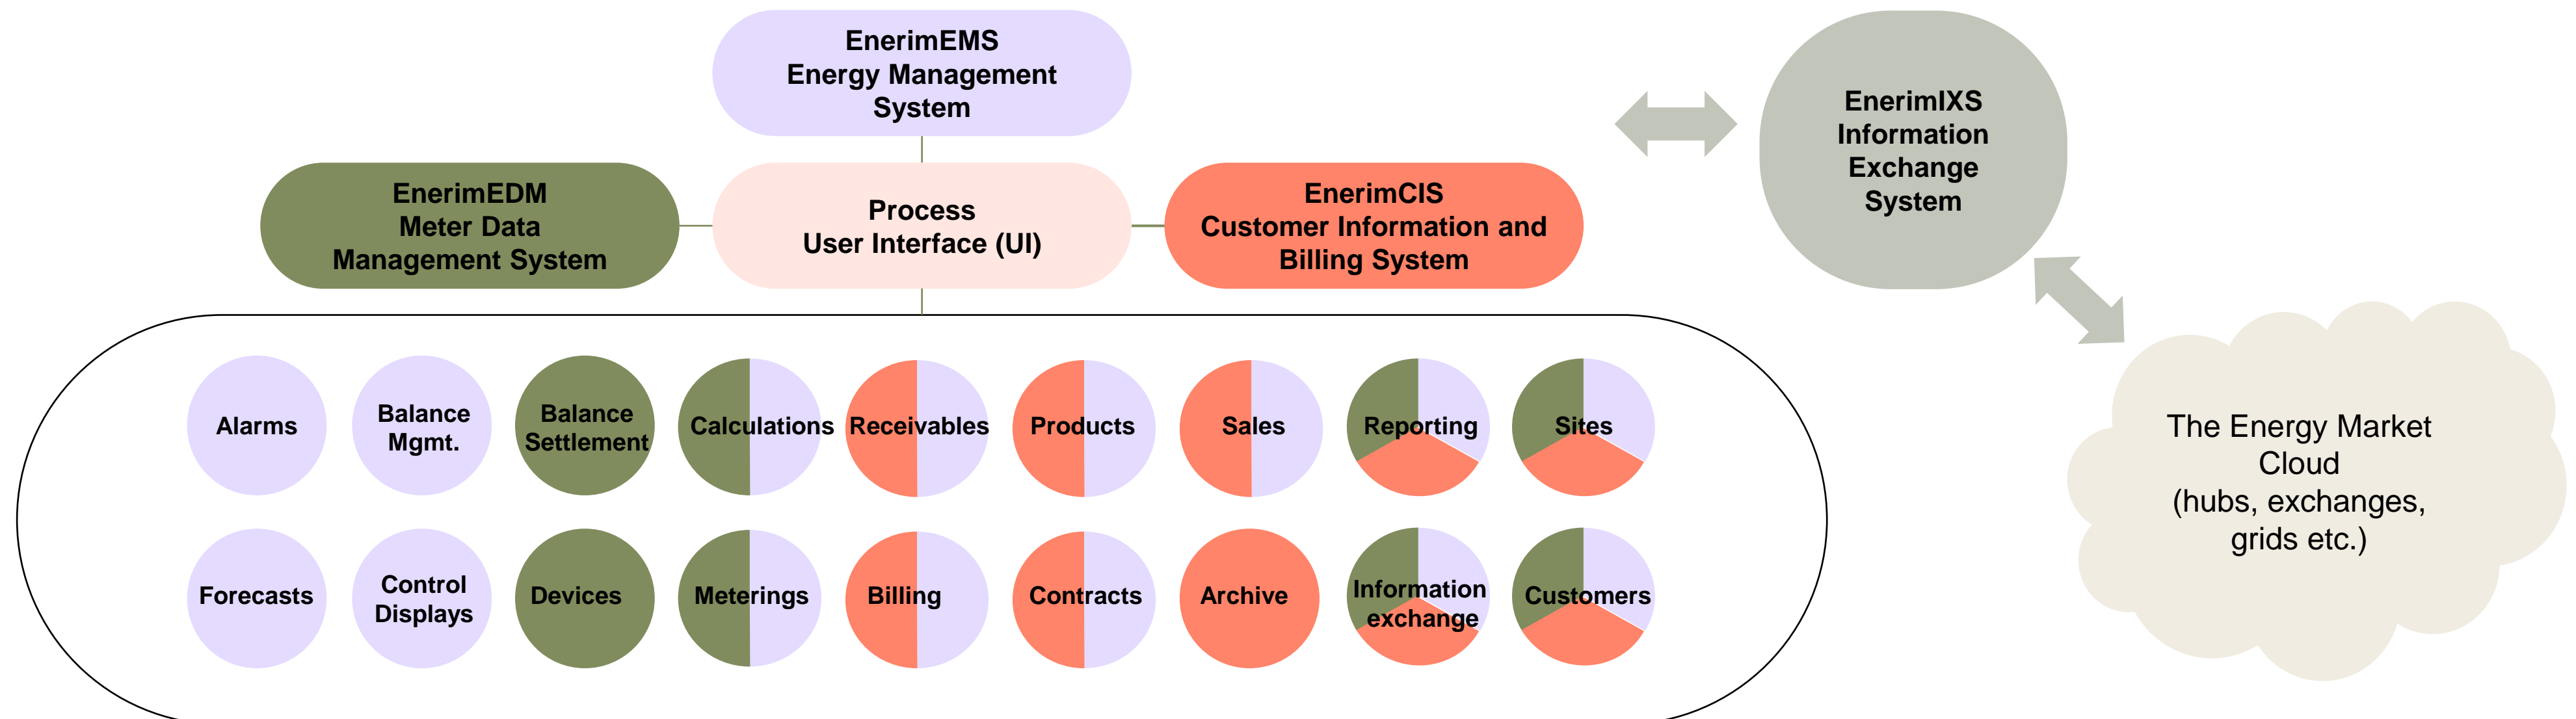 EnerimEMS
Energy Management
System
EnerimEDM
Meter Data
Management System
Process
User Interface (UI)
EnerimCIS
Customer Information and
Billing System
EnerimIXS
Information
Exchange
System
Alarms
Balance
Mgmt.
Balance
Settlement
Calculations
Receivables
Products
Sales
Reporting
Sites
Forecasts
Control
Displays
Devices
Meterings
Billing
Contracts
Archive
Information
exchange
Customers
The Energy Market
Cloud
(hubs, exchanges,
grids etc.)